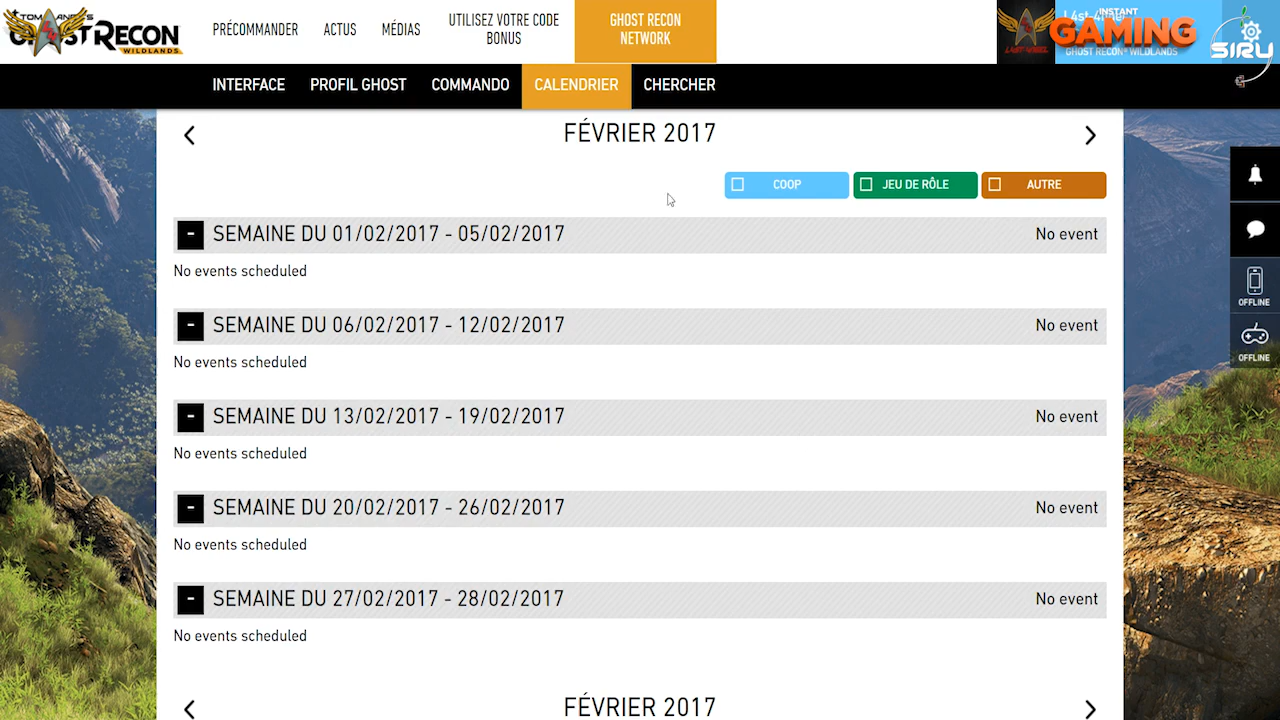 GHOST RECON
WILDLANDS
PRÉCOMMANDER
ACTUS
MÉDIAS
UTILISEZ VOTRE CODE
BONUS
GHOST RECON
NETWORK
INSTANT
GAMING
GHOST RECON® WILDLANDS
SIRU
INTERFACE
PROFIL GHOST
COMMANDO
CALENDRIER
CHERCHER
FÉVRIER 2017
COOP
JEU DE RÔLE
AUTRE
SEMAINE DU 01/02/2017 - 05/02/2017
No event
No events scheduled
SEMAINE DU 06/02/2017 - 12/02/2017
No event
No events scheduled
SEMAINE DU 13/02/2017 - 19/02/2017
No event
No events scheduled
SEMAINE DU 20/02/2017 - 26/02/2017
No event
No events scheduled
SEMAINE DU 27/02/2017 - 28/02/2017
No event
No events scheduled
FÉVRIER 2017
OFFLINE
OFFLINE